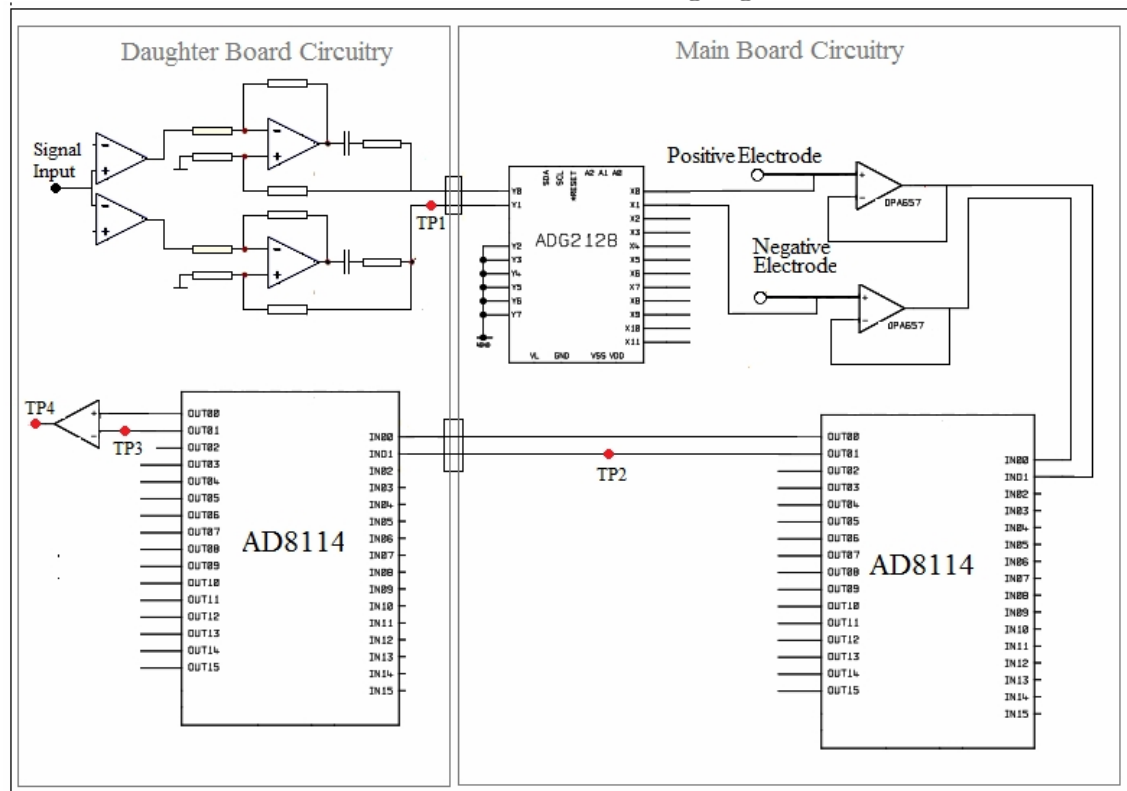 Daughter Board Circuitry
Main Board Circuitry
Signal
Input
-
+
+
-
-
+
-
+
TP1
Y0
Y1
Y2
Y3
Y4
Y5
Y6
Y7
SDA
SCL
*RESET
A2 A1 A0
ADG2128
VL
GND
VSS VDD
X0
X1
X2
X3
X4
X5
X6
X7
X8
X9
X10
X11
Positive Electrode
+
-
OPA657
Negative
Electrode
+
-
OPA657
TP4
+
-
TP3
OUT00
OUT01
OUT02
OUT03
OUT04
OUT05
OUT06
OUT07
OUT08
OUT09
OUT10
OUT11
OUT12
OUT13
OUT14
OUT15
AD8114
IN00
IN01
IN02
IN03
IN04
IN05
IN06
IN07
IN08
IN09
IN10
IN11
IN12
IN13
IN14
IN15
TP2
OUT00
OUT01
OUT02
OUT03
OUT04
OUT05
OUT06
OUT07
OUT08
OUT09
OUT10
OUT11
OUT12
OUT13
OUT14
OUT15
AD8114
IN00
IN01
IN02
IN03
IN04
IN05
IN06
IN07
IN08
IN09
IN10
IN11
IN12
IN13
IN14
IN15